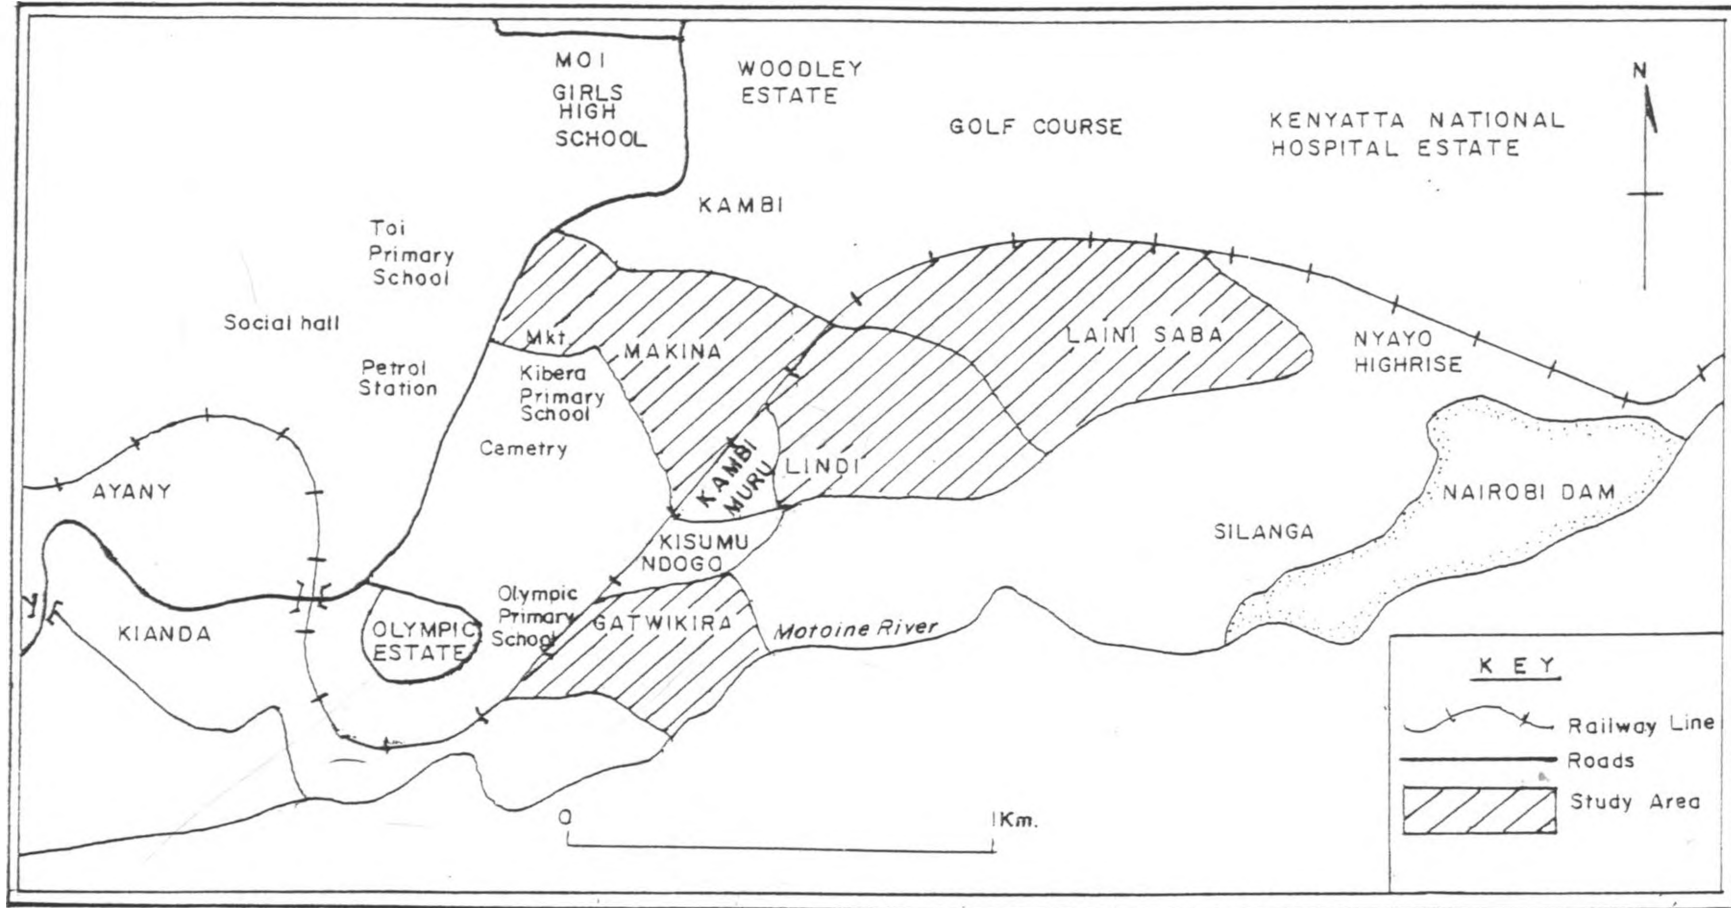 MOI
GIRLS
HIGH
SCHOOL
WOODLEY
ESTATE
GOLF COURSE
KENYATTA NATIONAL
HOSPITAL ESTATE
N
KAMBI
Toi
Primary
School
Social hall
Petrol
Station
Mkt.
MAKINA
Kibera
Primary
School
Cemetry
LAINI SABA
NYAYO
HIGHRISE
KAMBI
MURU
LINDI
AYANY
NAIROBI DAM
SILANGA
KISUMU
NDOGO
KIANDA
OLYMPIC
ESTATE
Olympic
Primary
School
GATWIKIRA
Motoine River
KEY
Railway Line
Roads
Study Area
0
1Km.